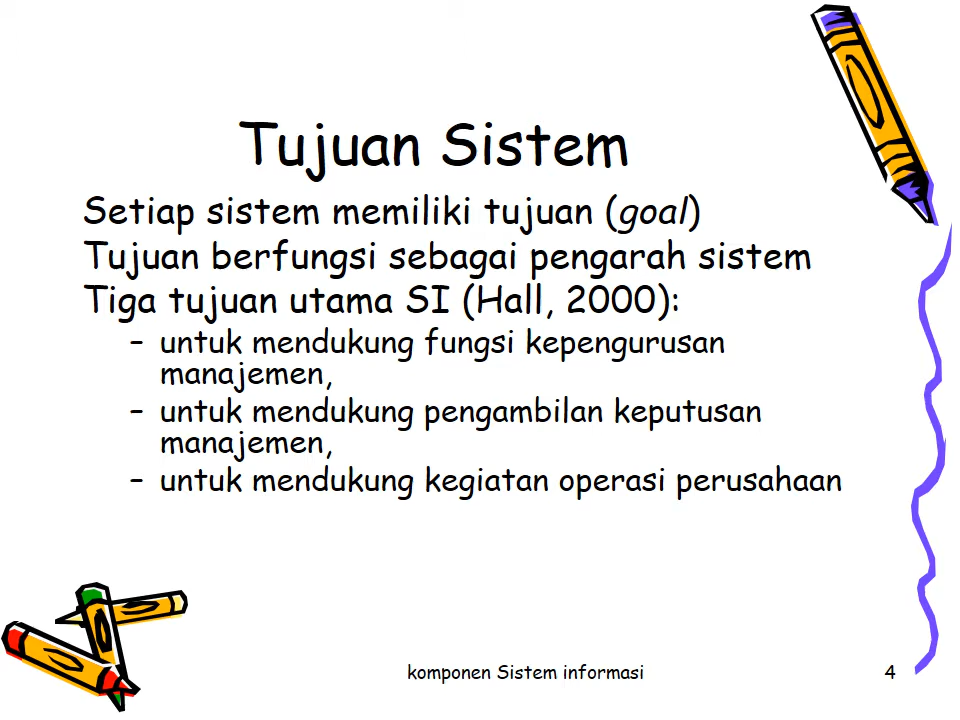 Tujuan Sistem
Setiap sistem memiliki tujuan (goal)
Tujuan berfungsi sebagai pengarah sistem
Tiga tujuan utama SI (Hall, 2000):
– untuk mendukung fungsi kepengurusan
manajemen,
– untuk mendukung pengambilan keputusan
manajemen,
– untuk mendukung kegiatan operasi perusahaan
komponen Sistem informasi
4